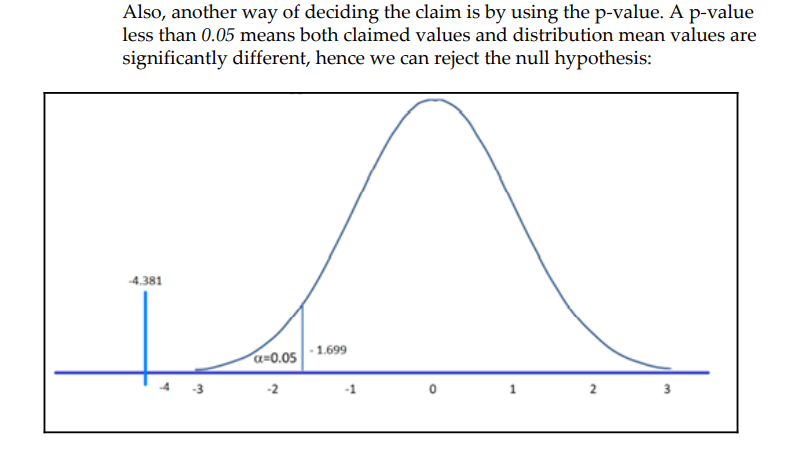 Also, another way of deciding the claim is by using the p-value. A p-value
less than 0.05 means both claimed values and distribution mean values are
significantly different, hence we can reject the null hypothesis:
-4.381
α=0.05
- 1.699
-4 -3 -2 -1 0 1 2 3